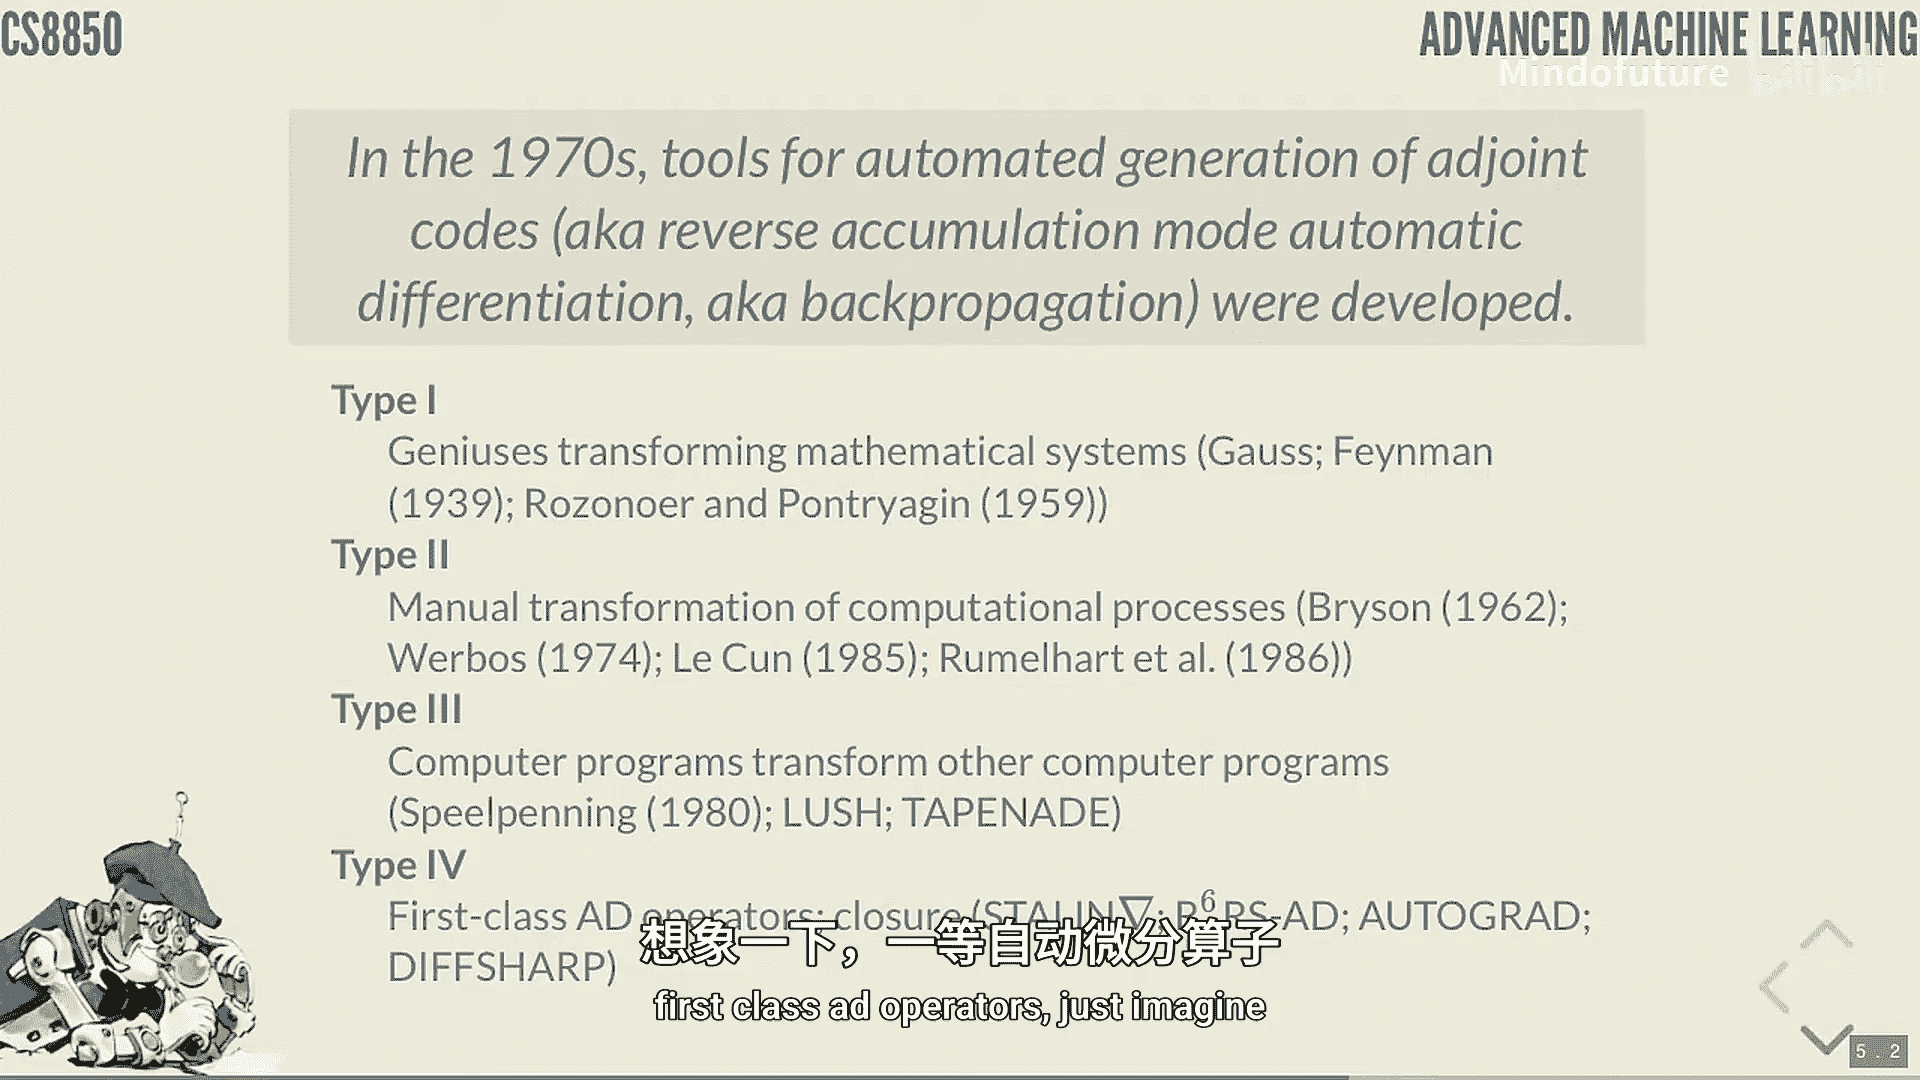 CS8850
ADVANCED MACHINE LEARNING
Mindofuture bilibili
In the 1970s, tools for automated generation of adjoint
codes (aka reverse accumulation mode automatic
differentiation, aka backpropagation) were developed.
Type I
Geniuses transforming mathematical systems (Gauss; Feynman
(1939); Rozonoer and Pontryagin (1959))
Type II
Manual transformation of computational processes (Bryson (1962);
Werbos (1974); Le Cun (1985); Rumelhart et al. (1986))
Type III
Computer programs transform other computer programs
(Speelpenning (1980); LUSH; TAPENADE)
Type IV
First-class AD operators; closure (STALIN∇; R⁶RS-AD; AUTOGRAD;
DIFFSHARP)
想象一下，一等自动微分算子
first class ad operators, just imagine
5.2